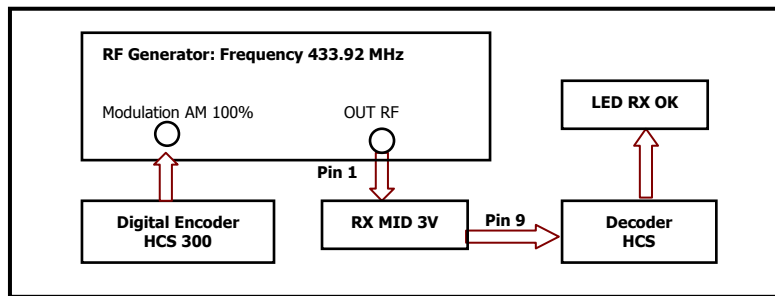 RF Generator: Frequency 433.92 MHz
Modulation AM 100%
OUT RF
LED RX OK
Pin 1
Digital Encoder
HCS 300
RX MID 3V
Pin 9
Decoder
HCS